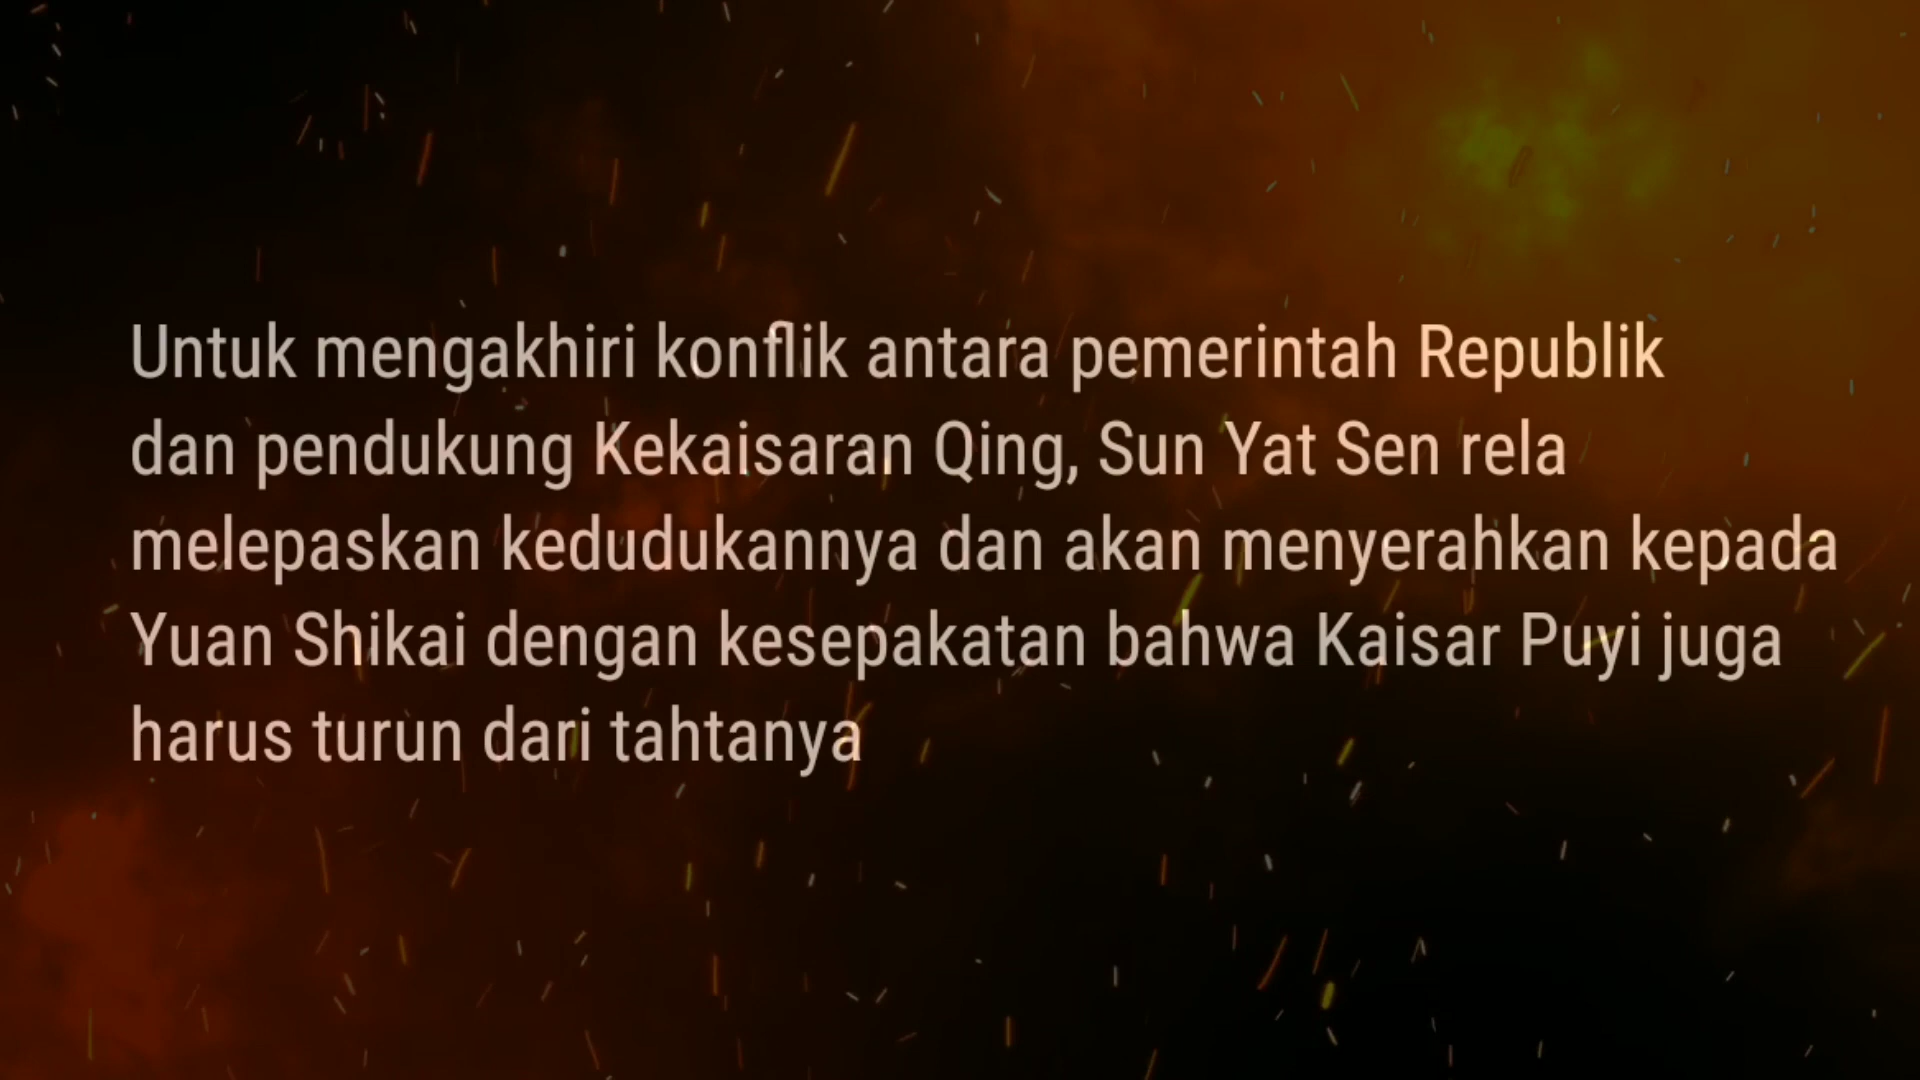 Untuk mengakhiri konflik antara pemerintah Republik
dan pendukung Kekaisaran Qing, Sun Yat Sen rela
melepaskan kedudukannya dan akan menyerahkan kepada
Yuan Shikai dengan kesepakatan bahwa Kaisar Puyi juga
harus turun dari tahtanya